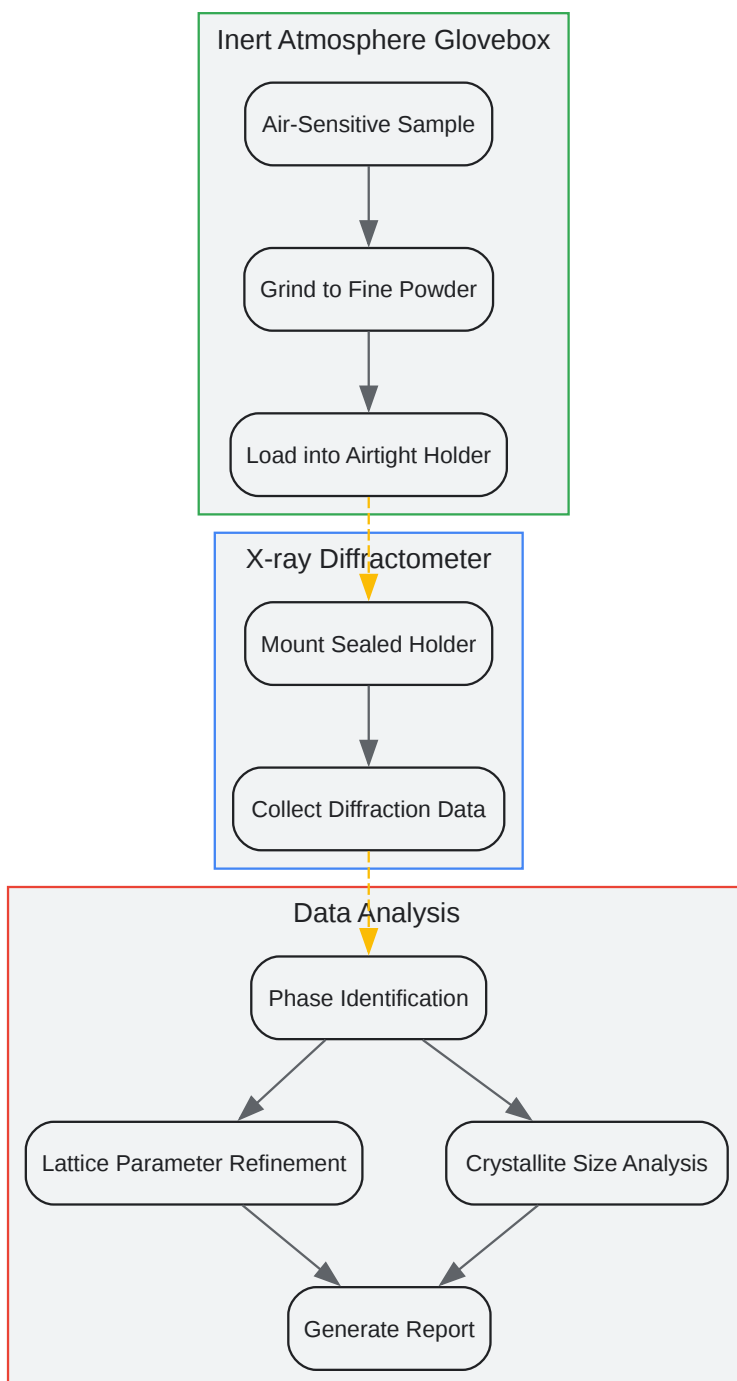 Inert Atmosphere Glovebox
Air-Sensitive Sample
Grind to Fine Powder
Load into Airtight Holder
X-ray Diffractometer
Mount Sealed Holder
Collect Diffraction Data
Data Analysis
Phase Identification
Lattice Parameter Refinement
Crystallite Size Analysis
Generate Report